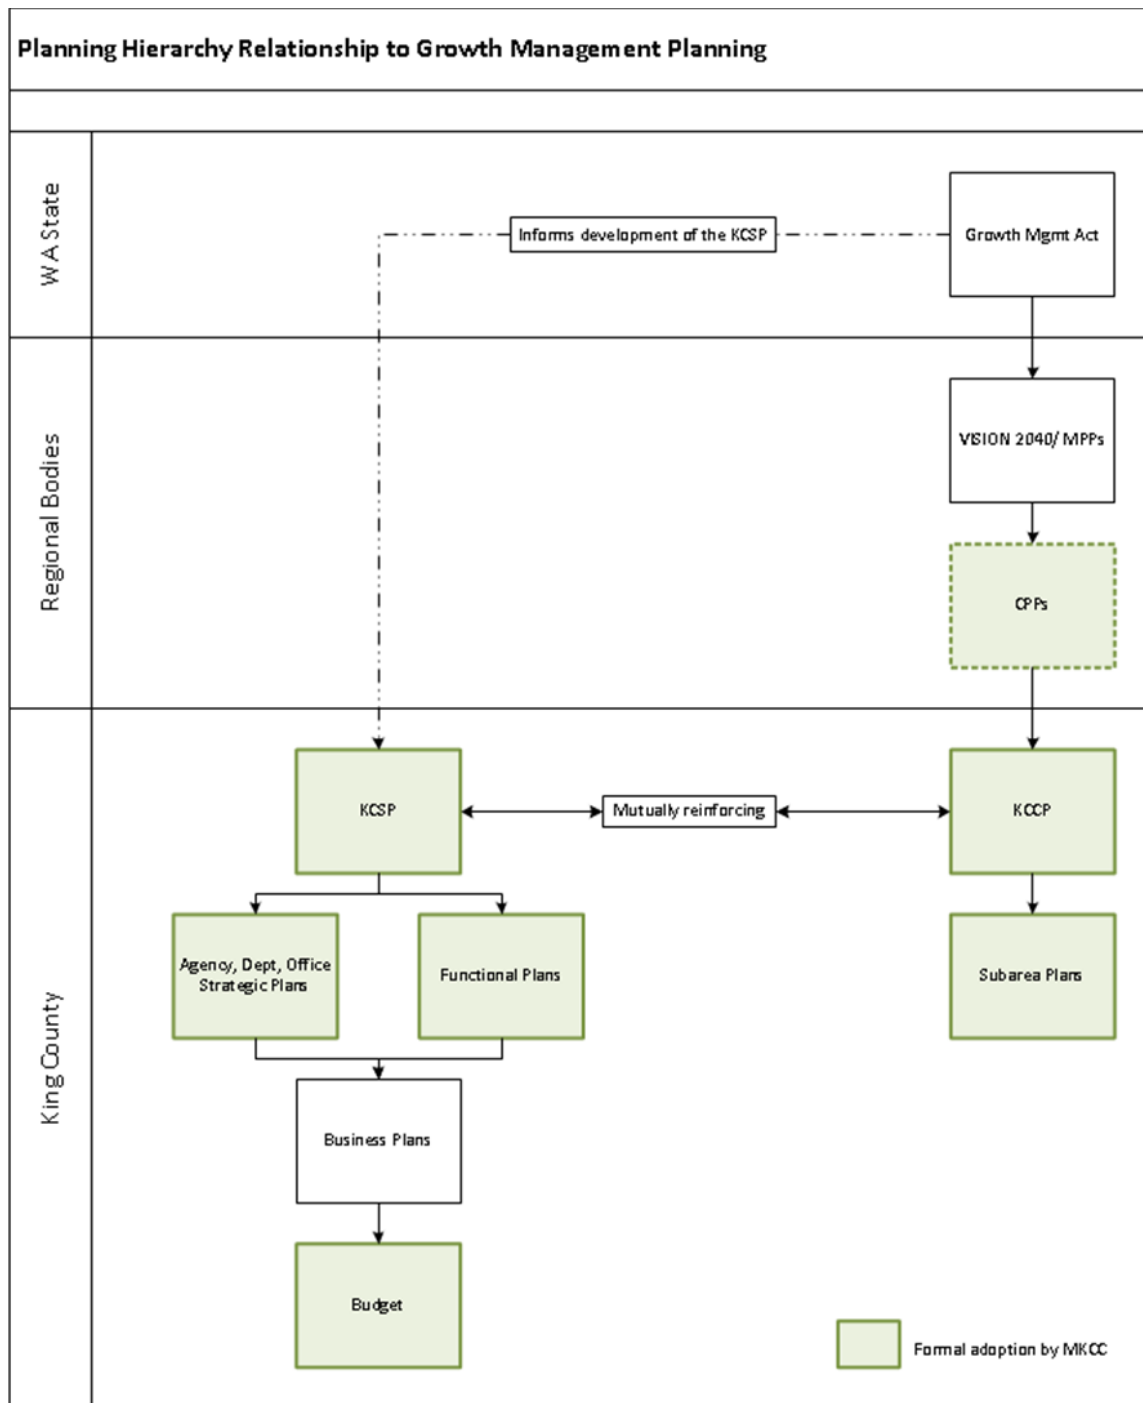 Planning Hierarchy Relationship to Growth Management Planning
WA State
Informs development of the KCSP
Growth Mgmt Act
Regional Bodies
VISION 2040/ MPPs
CPPs
King County
KCSP
Mutually reinforcing
KCCP
Agency, Dept, Office
Strategic Plans
Functional Plans
Subarea Plans
Business Plans
Budget
Formal adoption by MKCC